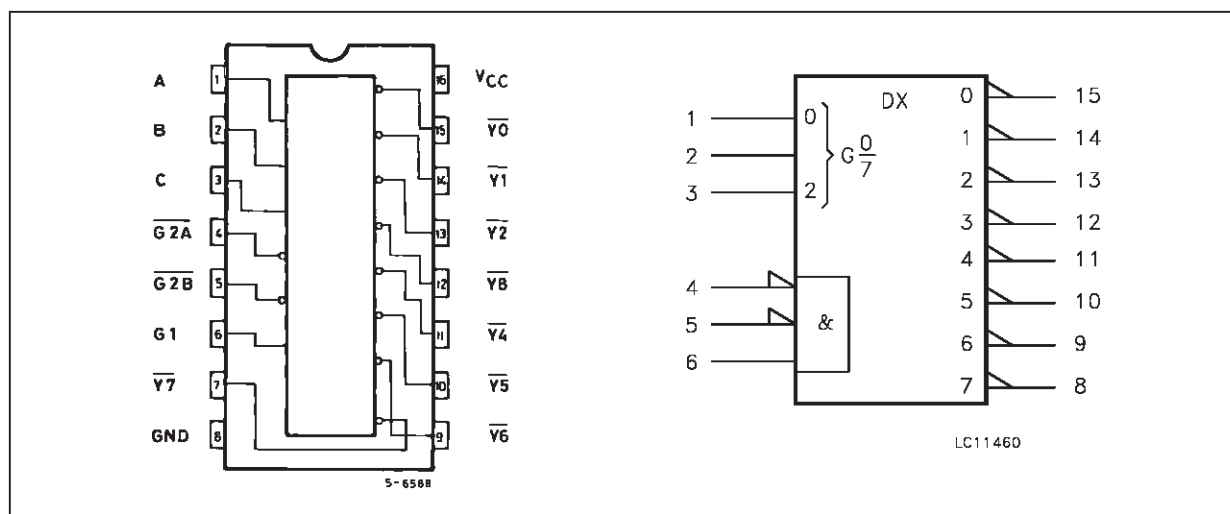 A 1 16 VCC
B 2 15 Y0
C 3 14 Y1
G2A 4 13 Y2
G2B 5 12 YB
G1 6 11 Y4
Y7 7 10 Y5
GND 8 9 Y6
5-6568
DX 0 15
1 0 1 14
2 G 0/7 2 13
3 2 3 12
4 11
4 5 10
5 & 6 9
6 7 8
LC11460